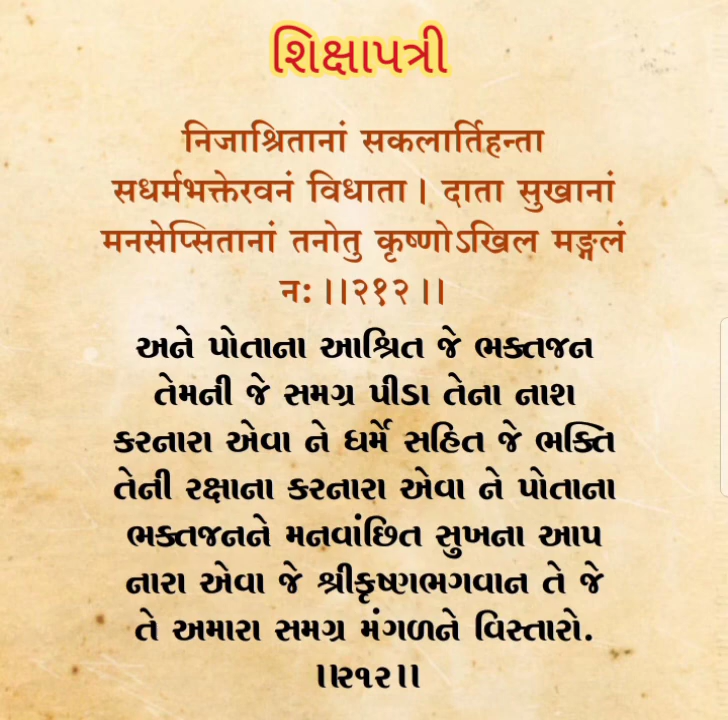 શિક્ષાપત્રી
निजाश्रितानां सकलार्तिहन्ता
सधर्मभक्तेरवनं विधाता। दाता सुखानां
मनसेप्सितानां तनोतु कृष्णोऽखिल मङ्गलं
नः ।।२१२।।
અને પોતાના આશ્રિત જે ભક્તજન
તેમની જે સમગ્ર પીડા તેના નાશ
કરનારા એવા ને ધર્મે સહિત જે ભક્તિ
તેની રક્ષાના કરનારા એવા ને પોતાના
ભક્તજનને મનવાંછિત સુખના આપ
નારા એવા જે શ્રીકૃષ્ણભગવાન તે જે
તે અમારા સમગ્ર મંગળને વિસ્તારો.
।।૨૧૨।।